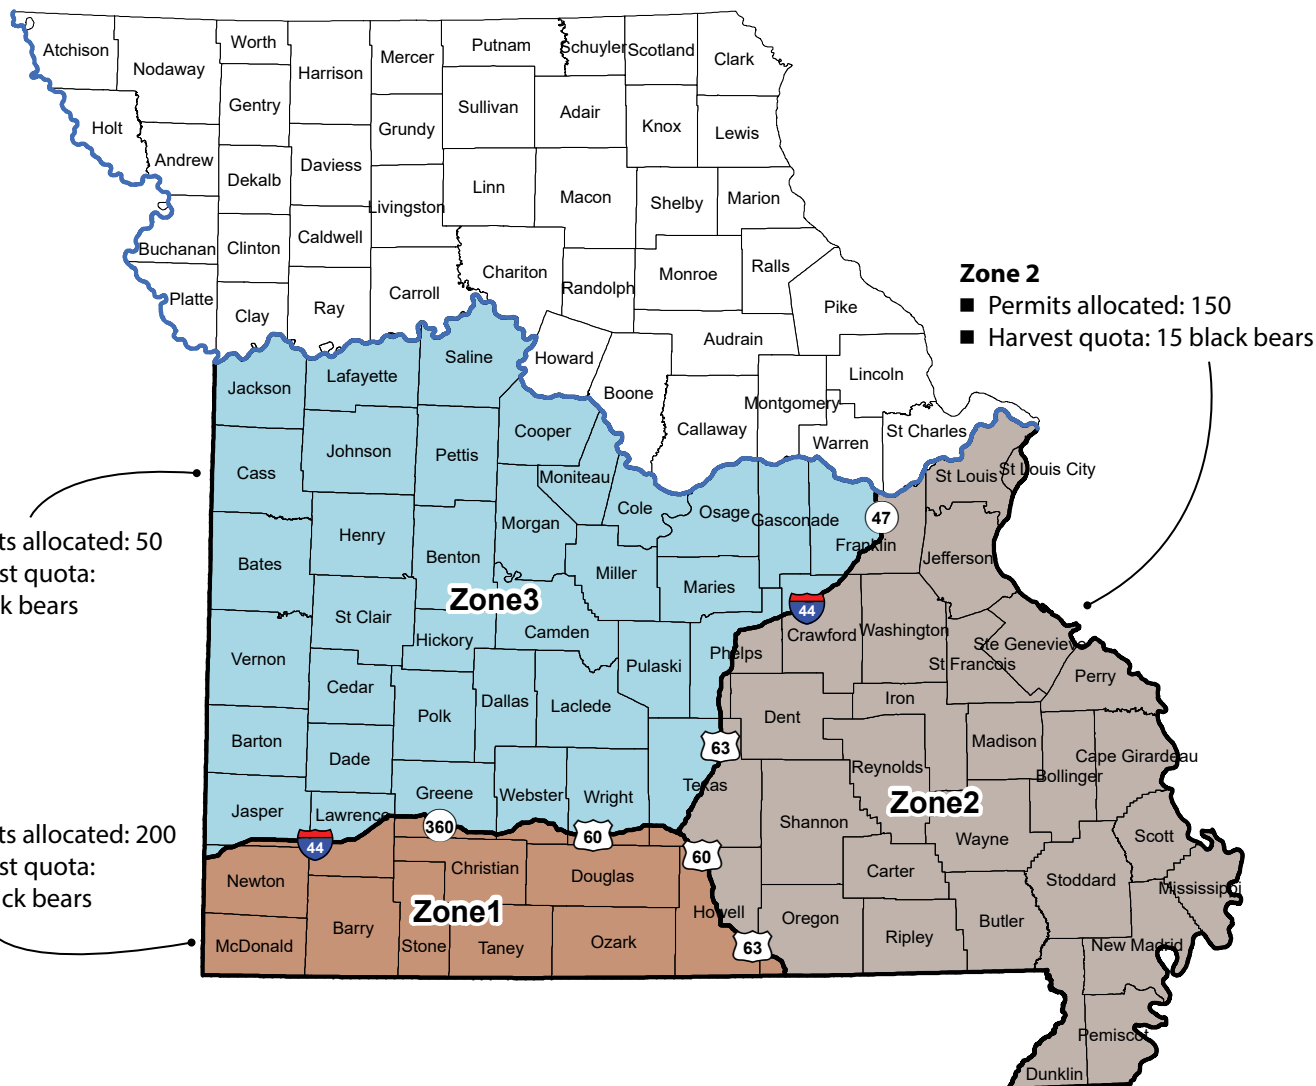 Atchison
Nodaway
Worth
Harrison
Mercer
Putnam
Schuyler
Scotland
Clark
Gentry
Sullivan
Adair
Knox
Lewis
Holt
Andrew
Dekalb
Daviess
Grundy
Livingston
Linn
Macon
Shelby
Marion
Buchanan
Clinton
Caldwell
Chariton
Randolph
Monroe
Ralls
Platte
Clay
Ray
Carroll
Pike
Audrain
Howard
Boone
Callaway
Montgomery
Lincoln
Warren
St Charles
Zone 2
■ Permits allocated: 150
■ Harvest quota: 15 black bears
Jackson
Lafayette
Saline
Cooper
Cass
Johnson
Pettis
Moniteau
Cole
Osage
Gasconade
47
Franklin
St Louis
St Louis City
Jefferson
Morgan
Henry
Benton
Bates
Miller
Maries
Zone3
St Clair
Hickory
Camden
Pulaski
Phelps
44
Crawford
Washington
Ste Genevieve
St Francois
Perry
Vernon
Cedar
Polk
Dallas
Laclede
Dent
Iron
Madison
Cape Girardeau
Bollinger
Reynolds
Barton
Dade
63
Texas
Jasper
Lawrence
Greene
Webster
Wright
Zone2
Shannon
Wayne
Scott
ts allocated: 50
st quota:
k bears
ts allocated: 200
st quota:
ck bears
44
360
60
60
Newton
Christian
Douglas
Carter
Stoddard
Mississippi
Zone1
McDonald
Barry
Stone
Taney
Ozark
Howell
63
Oregon
Ripley
Butler
New Madrid
Pemiscot
Dunklin